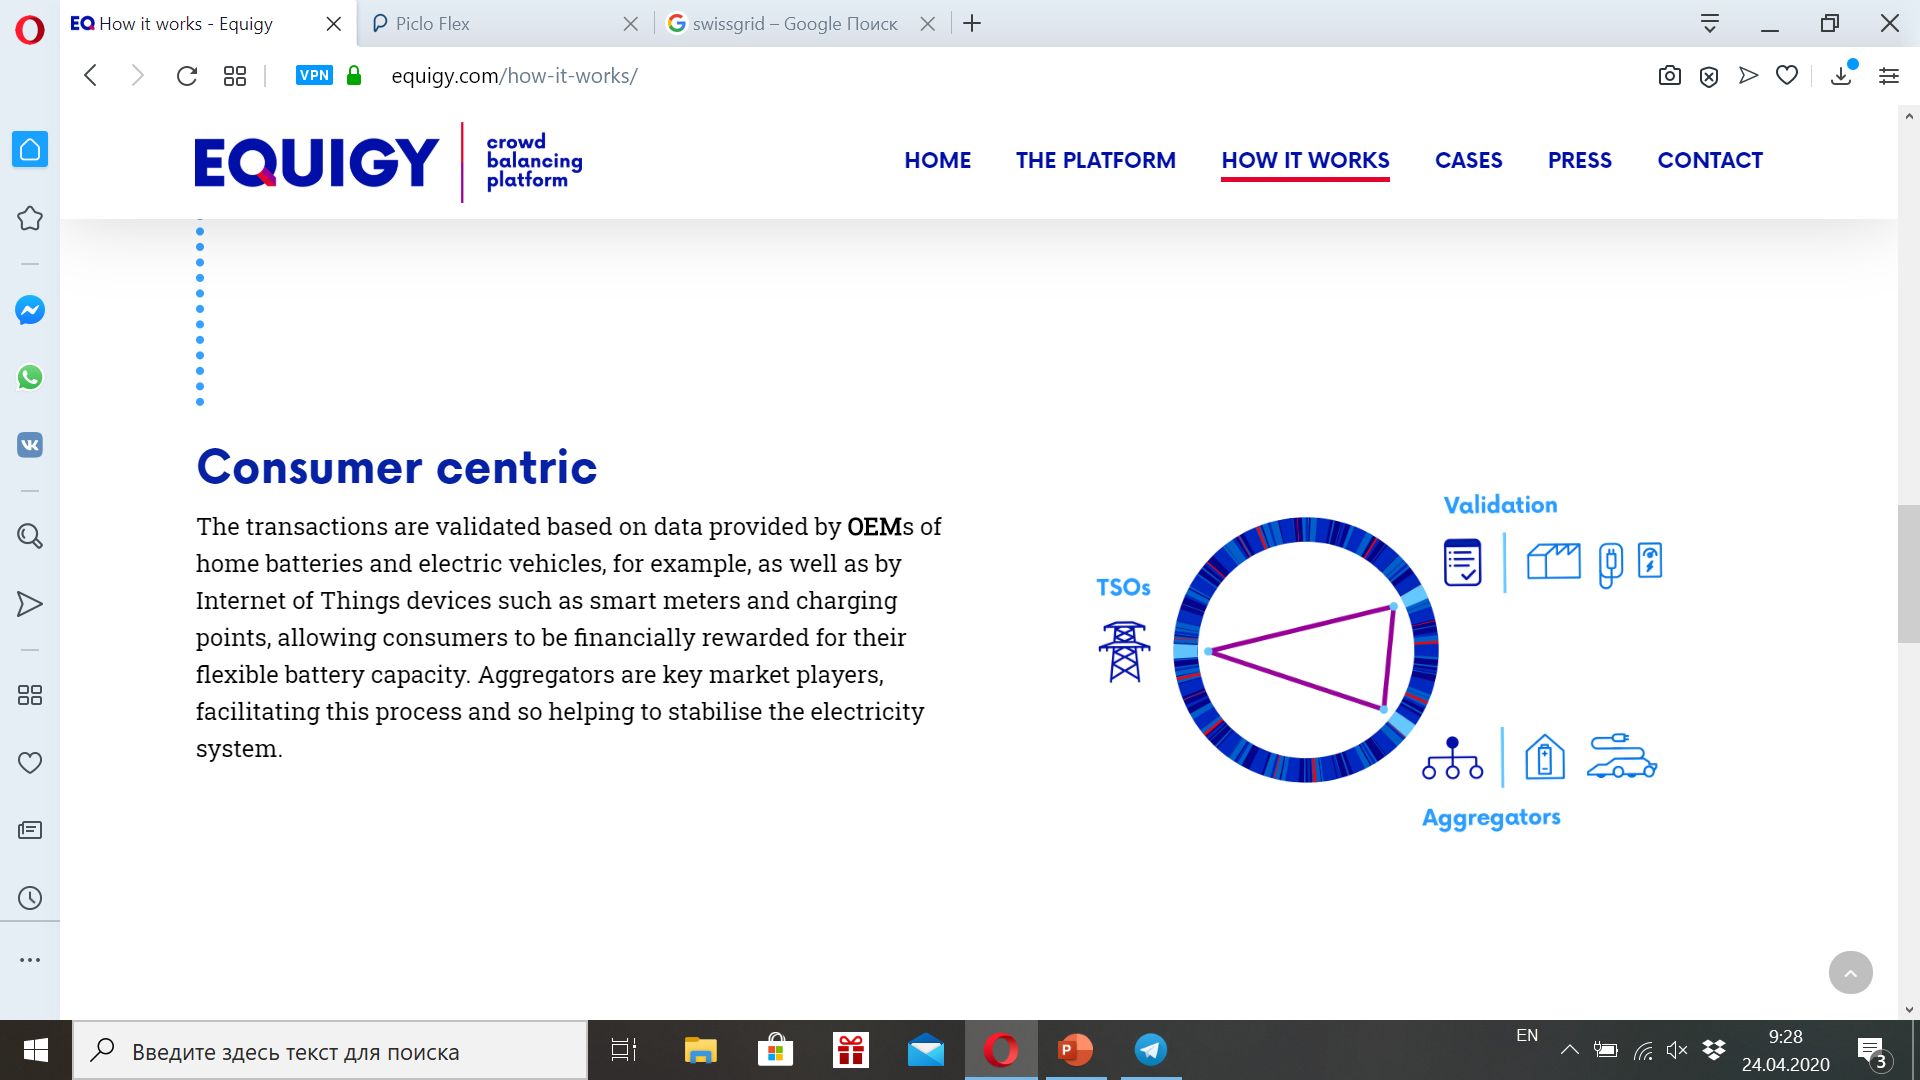 EQ How it works - Equigy
Piclo Flex
swissgrid – Google Поиск
VPN
equigy.com/how-it-works/
EQUIGY
crowd
balancing
platform
HOME
THE PLATFORM
HOW IT WORKS
CASES
PRESS
CONTACT
Consumer centric
The transactions are validated based on data provided by OEMs of
home batteries and electric vehicles, for example, as well as by
Internet of Things devices such as smart meters and charging
points, allowing consumers to be financially rewarded for their
flexible battery capacity. Aggregators are key market players,
facilitating this process and so helping to stabilise the electricity
system.
Validation
TSOs
Aggregators
Введите здесь текст для поиска
EN
9:28
24.04.2020
3